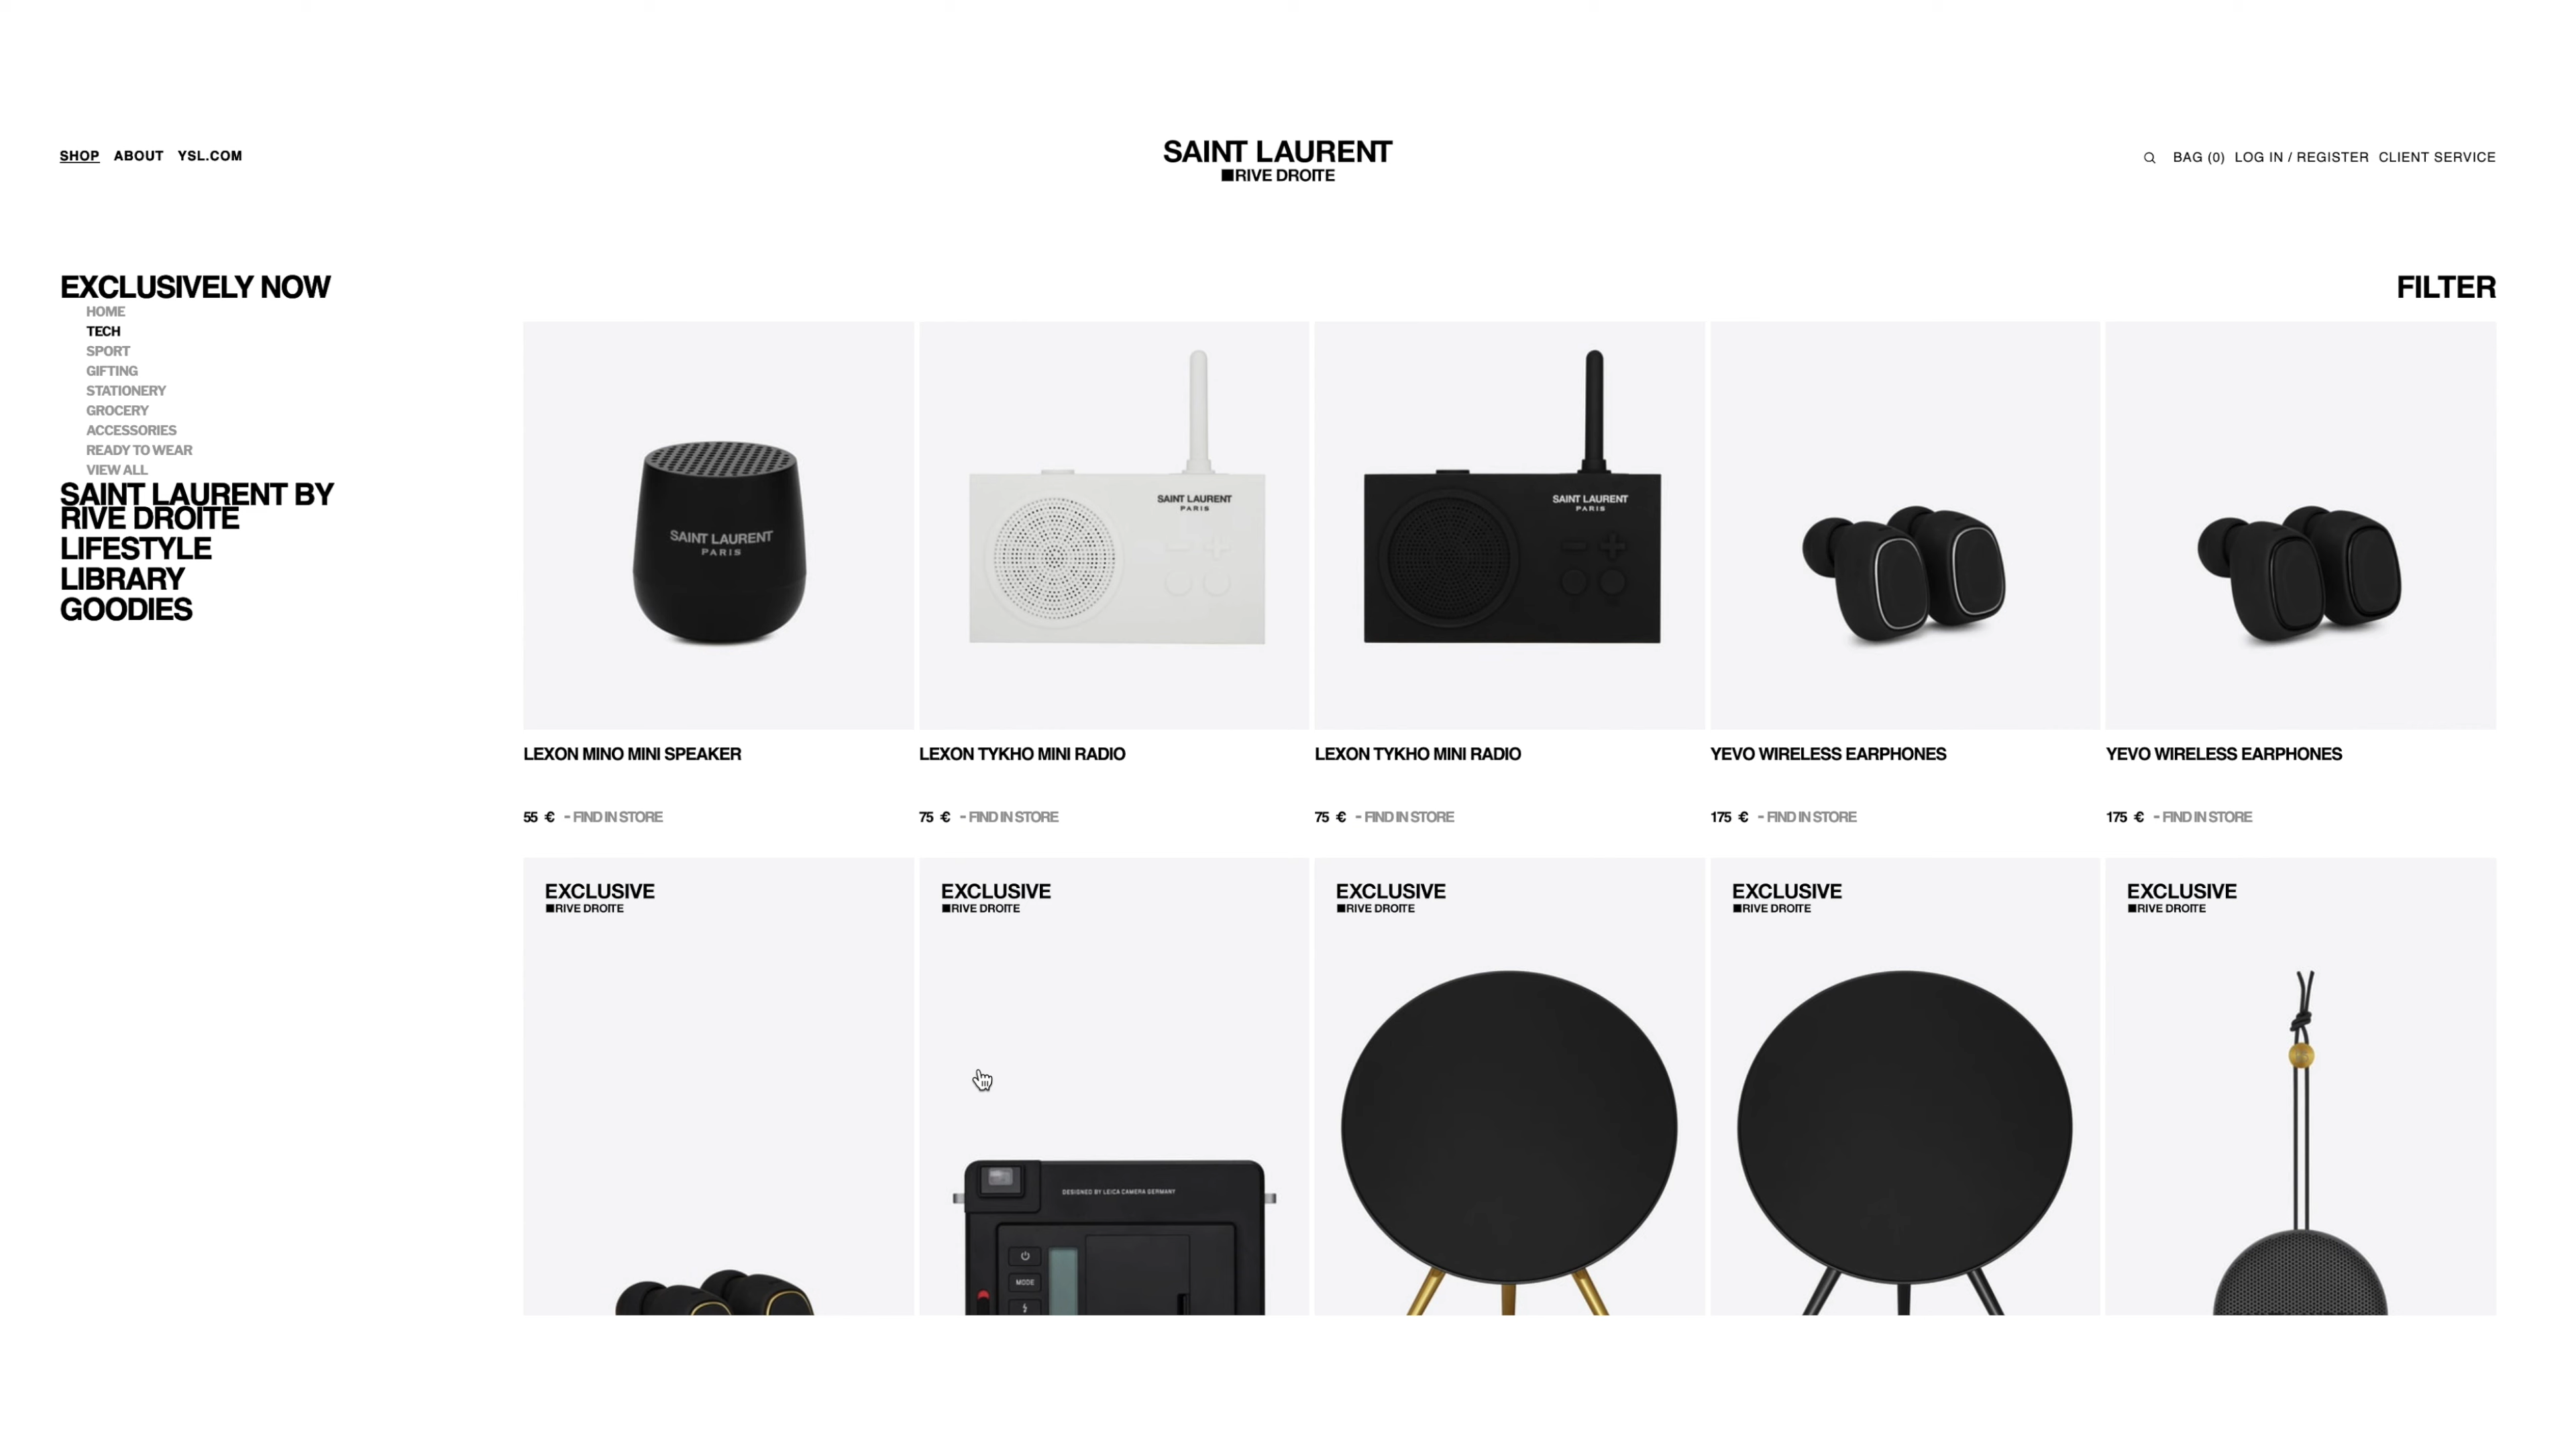 SHOP ABOUT YSL.COM
SAINT LAURENT
RIVE DROITE
BAG (0) LOG IN / REGISTER CLIENT SERVICE
EXCLUSIVELY NOW
HOME
TECH
SPORT
GIFTING
STATIONERY
GROCERY
ACCESSORIES
READY TO WEAR
VIEW ALL
SAINT LAURENT BY
RIVE DROITE
LIFESTYLE
LIBRARY
GOODIES
FILTER
SAINT LAURENT
PARIS
SAINT LAURENT
PARIS
SAINT LAURENT
PARIS
LEXON MINO MINI SPEAKER
55 € - FIND IN STORE
LEXON TYKHO MINI RADIO
75 € - FIND IN STORE
LEXON TYKHO MINI RADIO
75 € - FIND IN STORE
YEVO WIRELESS EARPHONES
175 € - FIND IN STORE
YEVO WIRELESS EARPHONES
175 € - FIND IN STORE
EXCLUSIVE
RIVE DROITE
EXCLUSIVE
RIVE DROITE
DESIGNED BY LEICA CAMERA GERMANY
MODE
EXCLUSIVE
RIVE DROITE
EXCLUSIVE
RIVE DROITE
EXCLUSIVE
RIVE DROITE